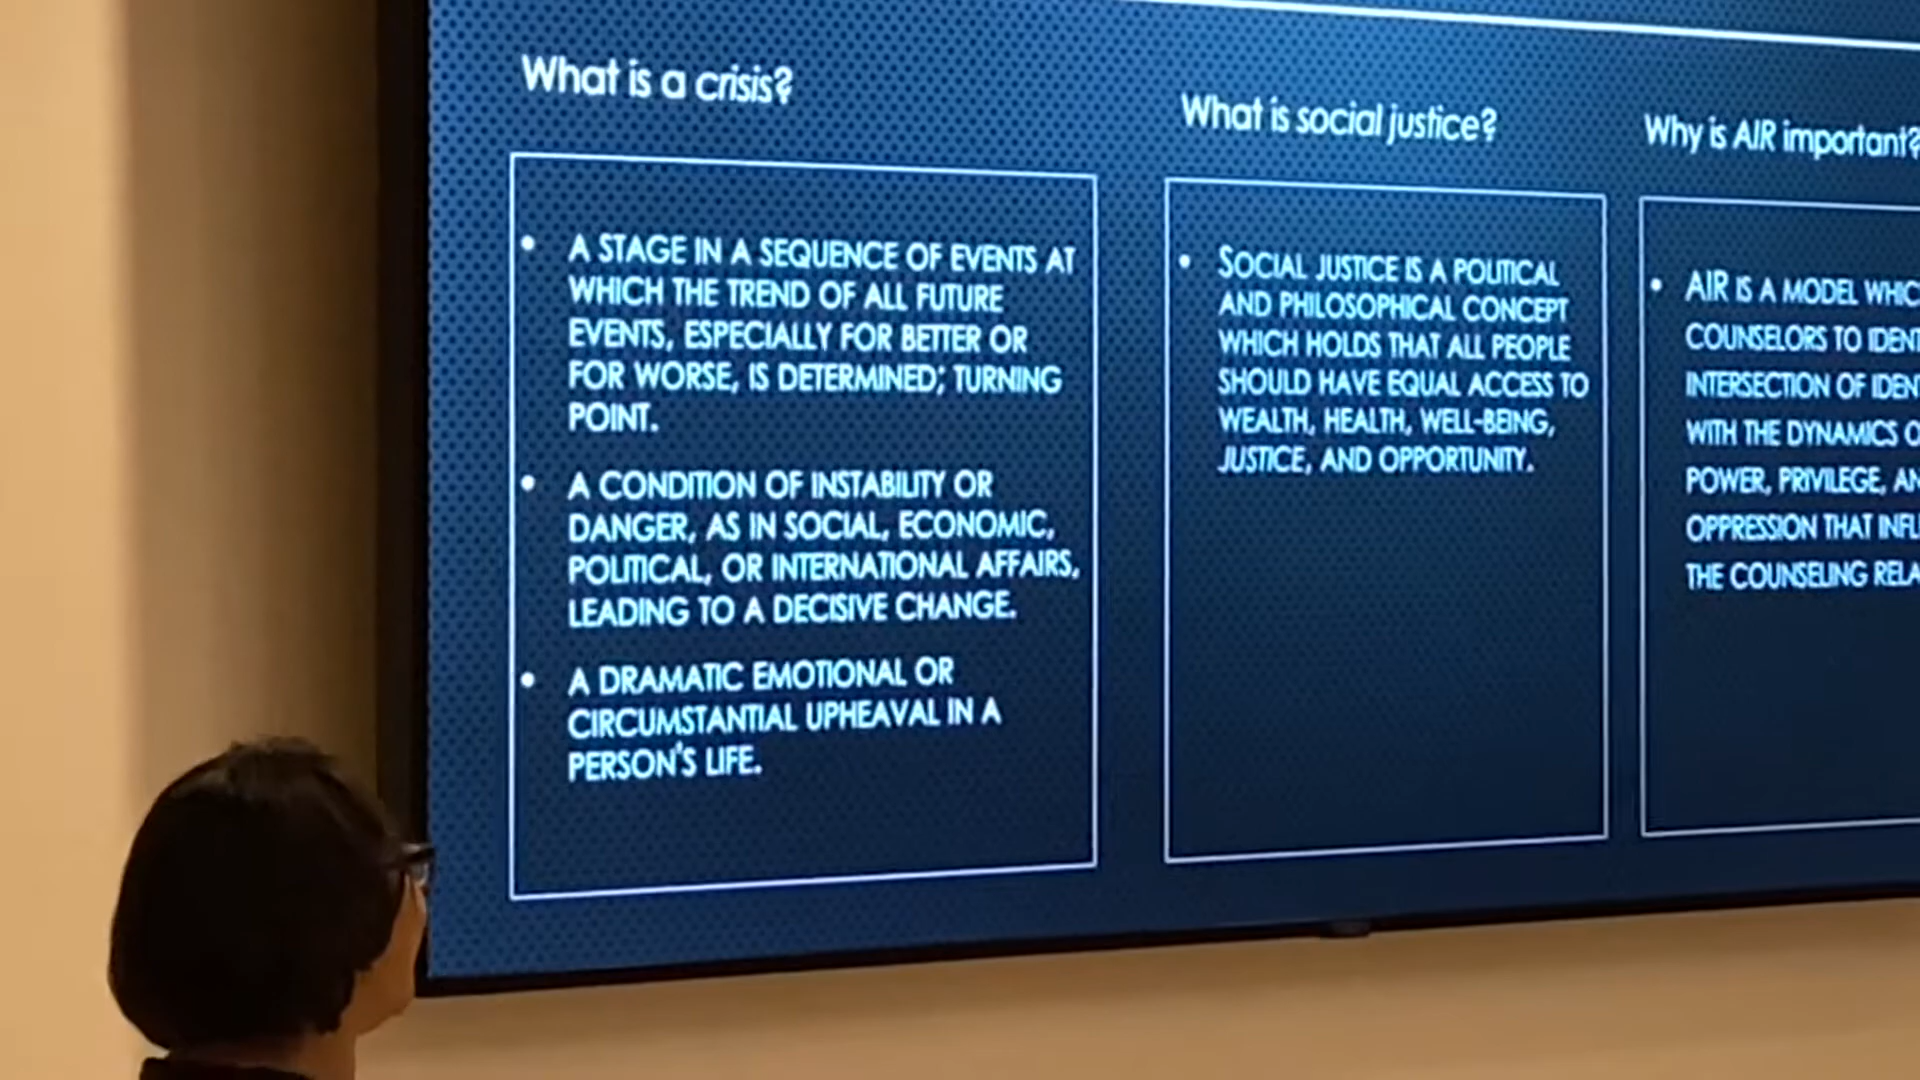 What is a crisis?
• A STAGE IN A SEQUENCE OF EVENTS AT
WHICH THE TREND OF ALL FUTURE
EVENTS, ESPECIALLY FOR BETTER OR
FOR WORSE, IS DETERMINED; TURNING
POINT.
• A CONDITION OF INSTABILITY OR
DANGER, AS IN SOCIAL, ECONOMIC,
POLITICAL, OR INTERNATIONAL AFFAIRS,
LEADING TO A DECISIVE CHANGE.
• A DRAMATIC EMOTIONAL OR
CIRCUMSTANTIAL UPHEAVAL IN A
PERSON'S LIFE.
What is social justice?
• SOCIAL JUSTICE IS A POLITICAL
AND PHILOSOPHICAL CONCEPT
WHICH HOLDS THAT ALL PEOPLE
SHOULD HAVE EQUAL ACCESS TO
WEALTH, HEALTH, WELL-BEING,
JUSTICE, AND OPPORTUNITY.
Why is AIR important?
• AIR IS A MODEL
COUNSELORS TO
INTERSECTION OF
WITH THE DYNAMICS
POWER, PRIVILEGE,
OPPRESSION THAT
THE COUNSELING